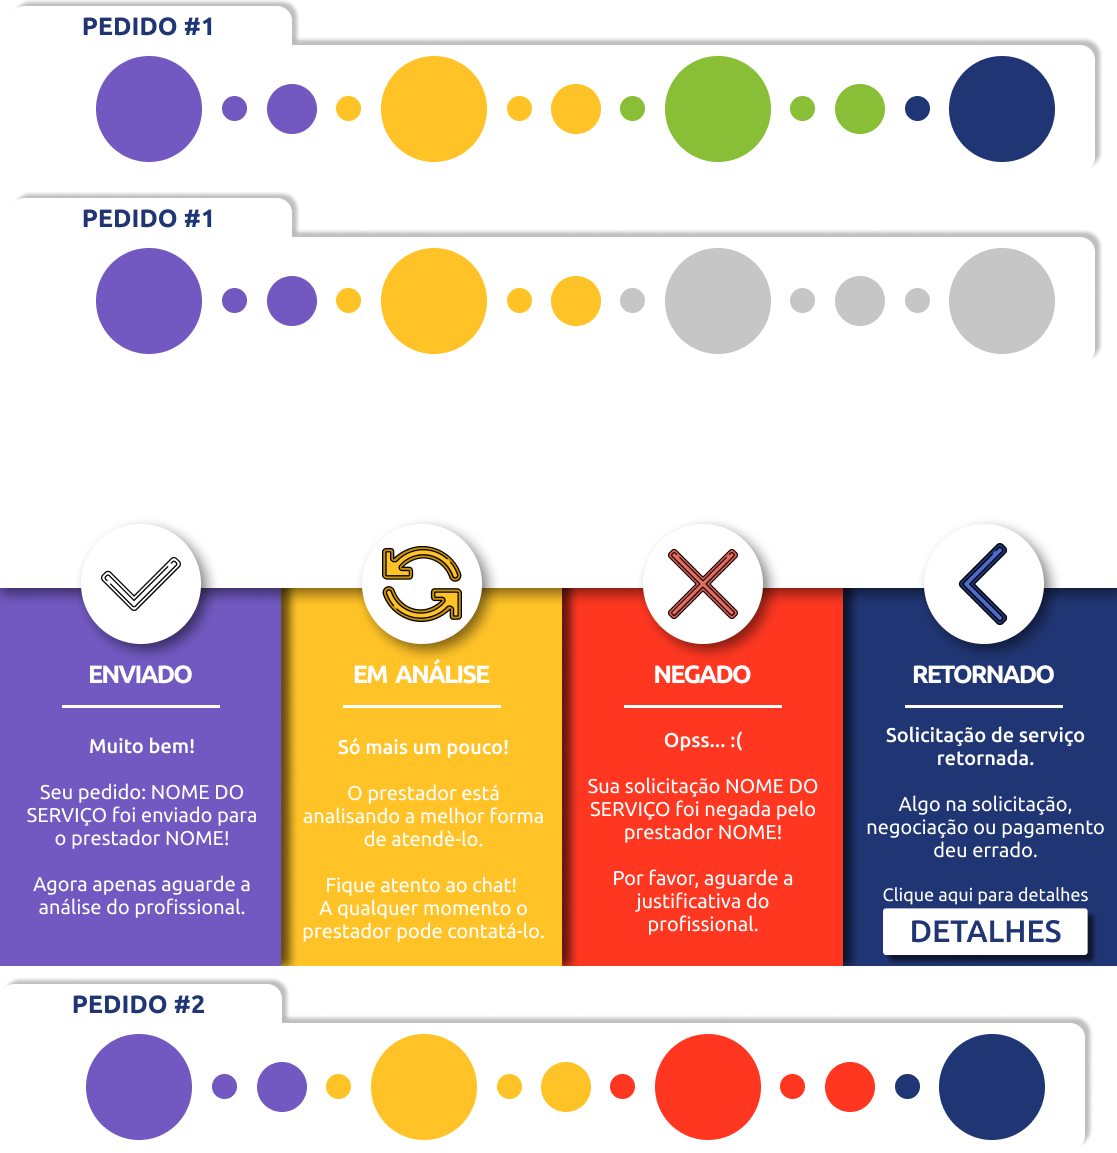 PEDIDO #1
PEDIDO #1
ENVIADO
Muito bem!
Seu pedido: NOME DO
SERVIÇO foi enviado para
o prestador NOME!
Agora apenas aguarde a
análise do profissional.
EM ANÁLISE
Só mais um pouco!
O prestador está
analisando a melhor forma
de atendè-lo.
Fique atento ao chat!
A qualquer momento o
prestador pode contatá-lo.
NEGADO
Opss... :(
Sua solicitação NOME DO
SERVIÇO foi negada pelo
prestador NOME!
Por favor, aguarde a
justificativa do
profissional.
RETORNADO
Solicitação de serviço
retornada.
Algo na solicitação,
negociação ou pagamento
deu errado.
Clique aqui para detalhes
DETALHES
PEDIDO #2